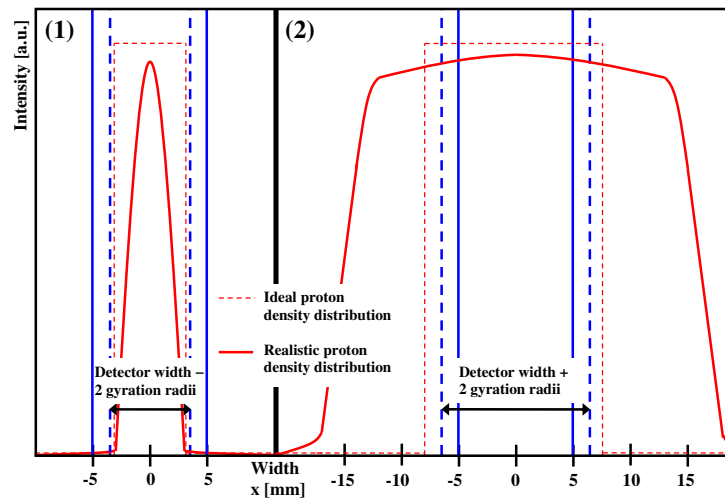 (1)
(2)
Intensity [a.u.]
Ideal proton
density distribution
Realistic proton
density distribution
Detector width −
2 gyration radii
Detector width +
2 gyration radii
-5 0 5
Width
x [mm]
-15 -10 -5 0 5 10 15